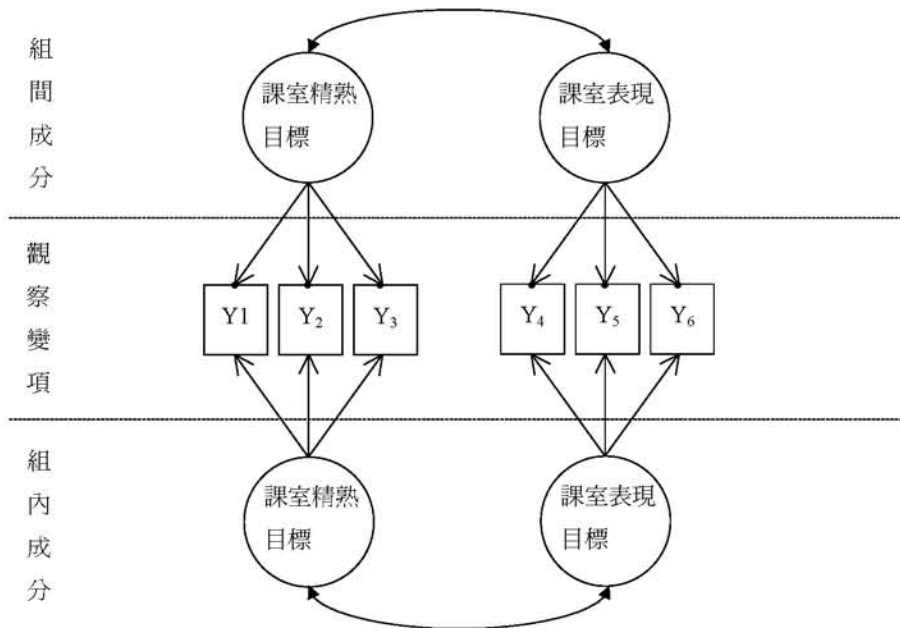 組間成分
課室精熟
目標
課室表現
目標
觀察變項
Y1
Y₂
Y₃
Y₄
Y₅
Y₆
組內成分
課室精熟
目標
課室表現
目標